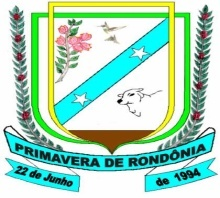 PRIMAVERA DE RONDÔNIA
22 de Junho de 1994